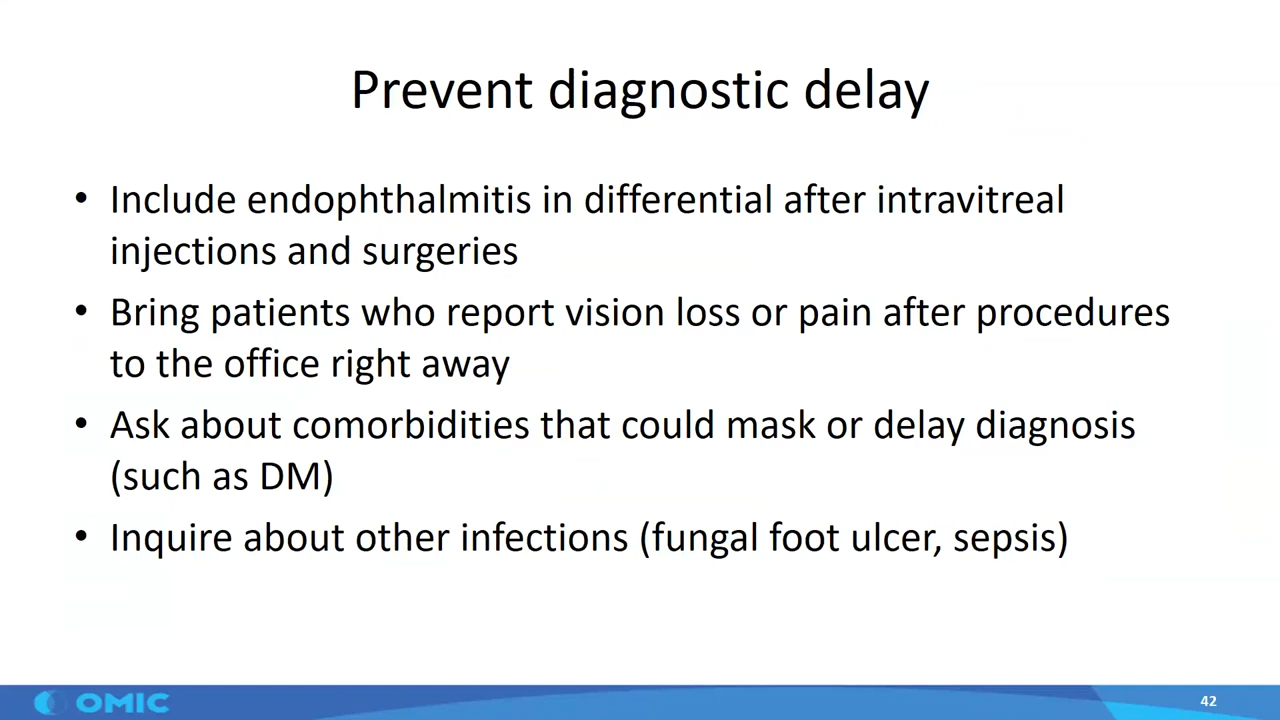 Prevent diagnostic delay
• Include endophthalmitis in differential after intravitreal
injections and surgeries
• Bring patients who report vision loss or pain after procedures
to the office right away
• Ask about comorbidities that could mask or delay diagnosis
(such as DM)
• Inquire about other infections (fungal foot ulcer, sepsis)
OMIC
42